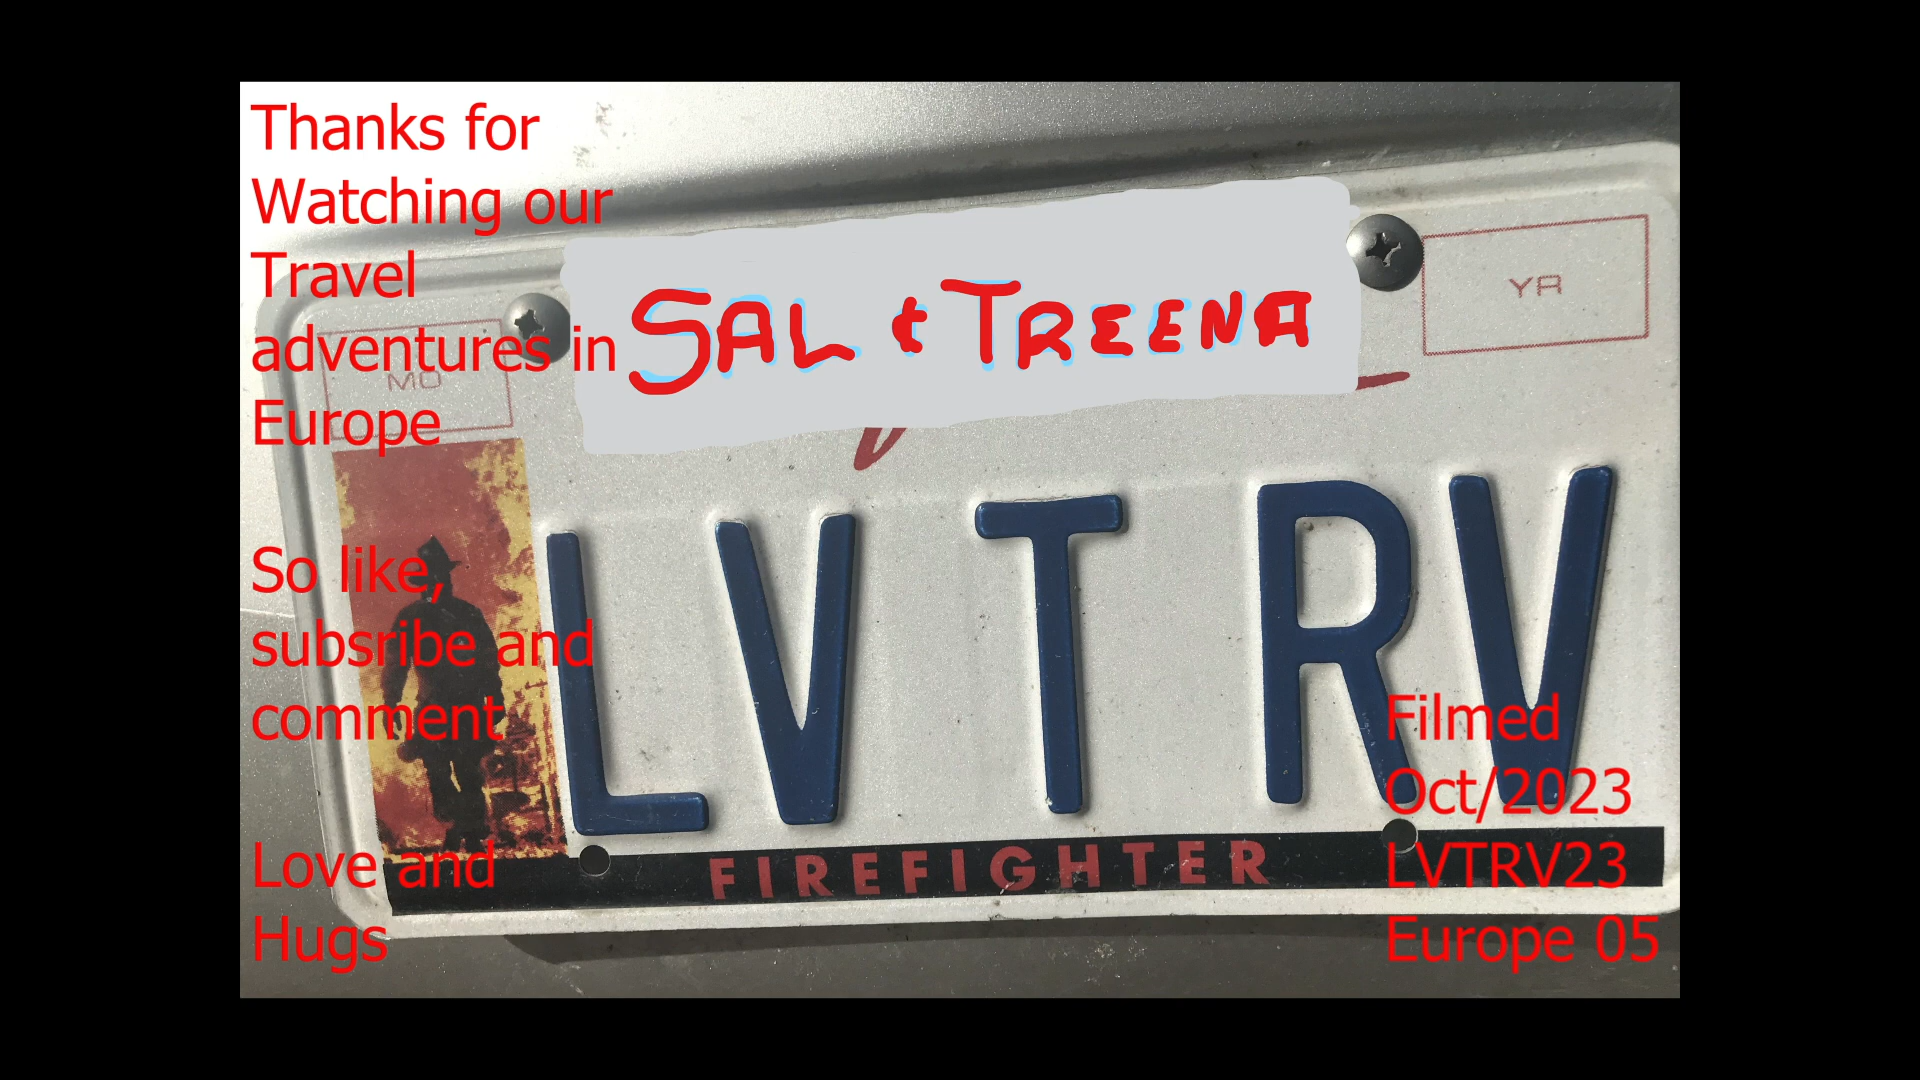 Thanks for
Watching our
Travel
adventures in
Europe
So like,
subsribe and
comment
Love and
Hugs
SAL & TREENA
MO
YR
LV T RV
FIREFIGHTER
Filmed
Oct/2023
LVTRV23
Europe 05